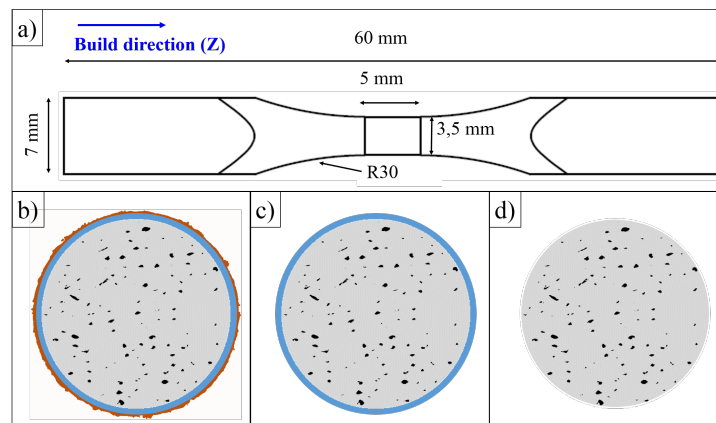 a)
Build direction (Z)
60 mm
5 mm
7 mm
3,5 mm
R30
b)
c)
d)